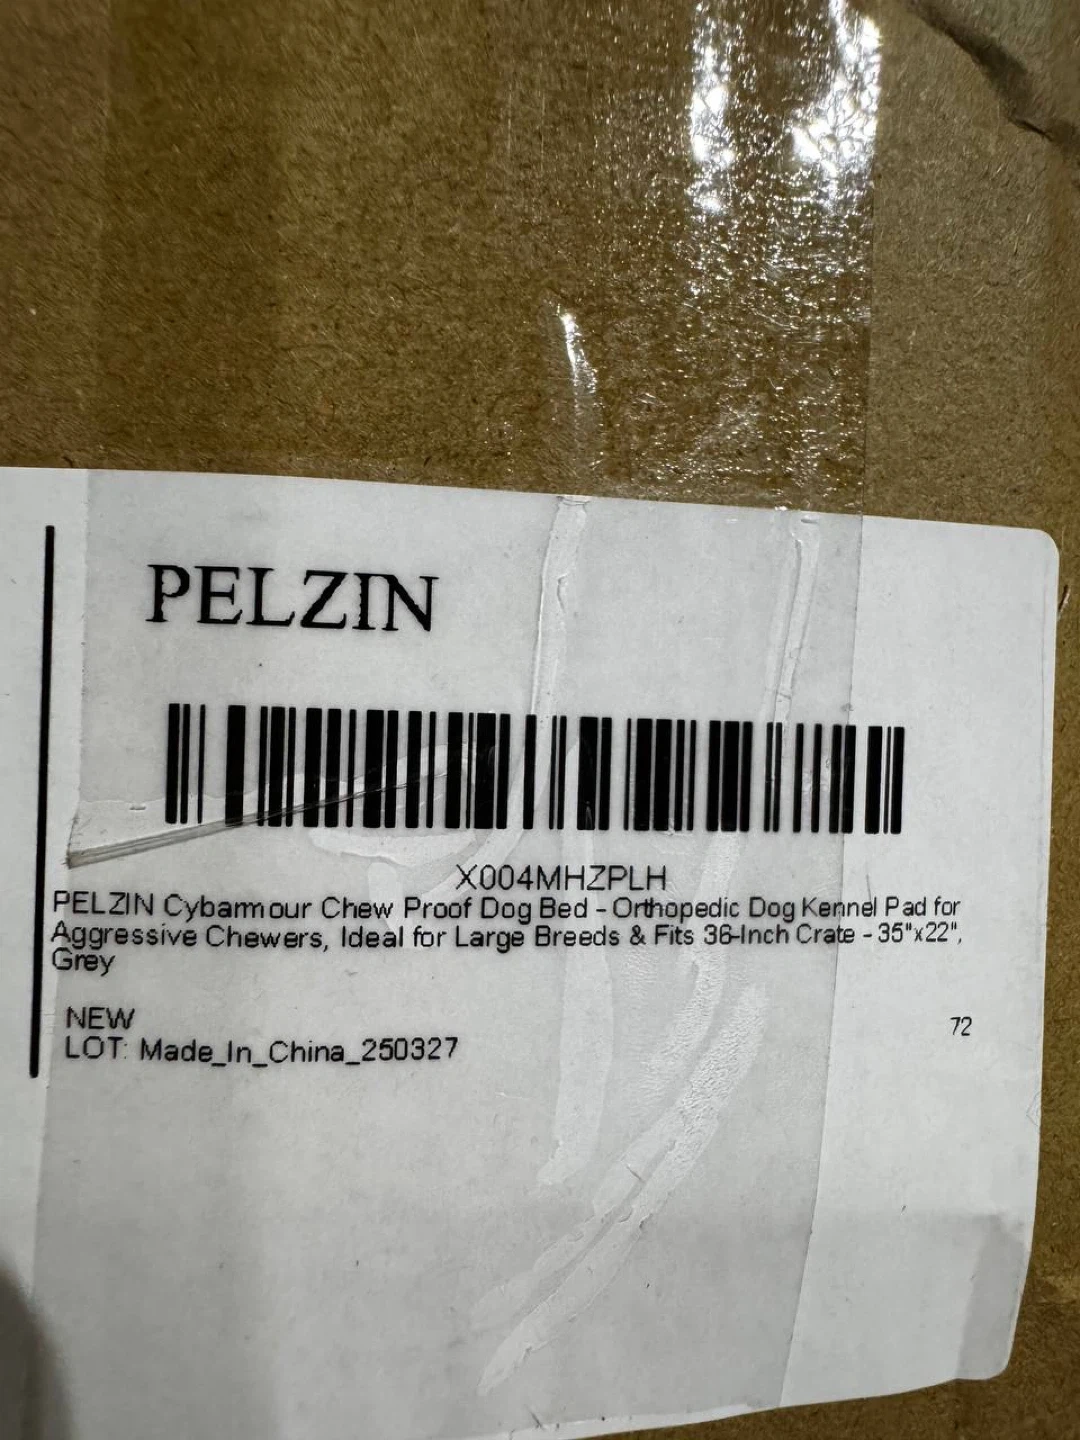 PELZIN
X004MHZPLH
PELZIN Cybarmour Chew Proof Dog Bed - Orthopedic Dog Kennel Pad for
Aggressive Chewers, Ideal for Large Breeds & Fits 36-Inch Crate - 35"x22",
Grey
NEW
72
LOT: Made_In_China_250327